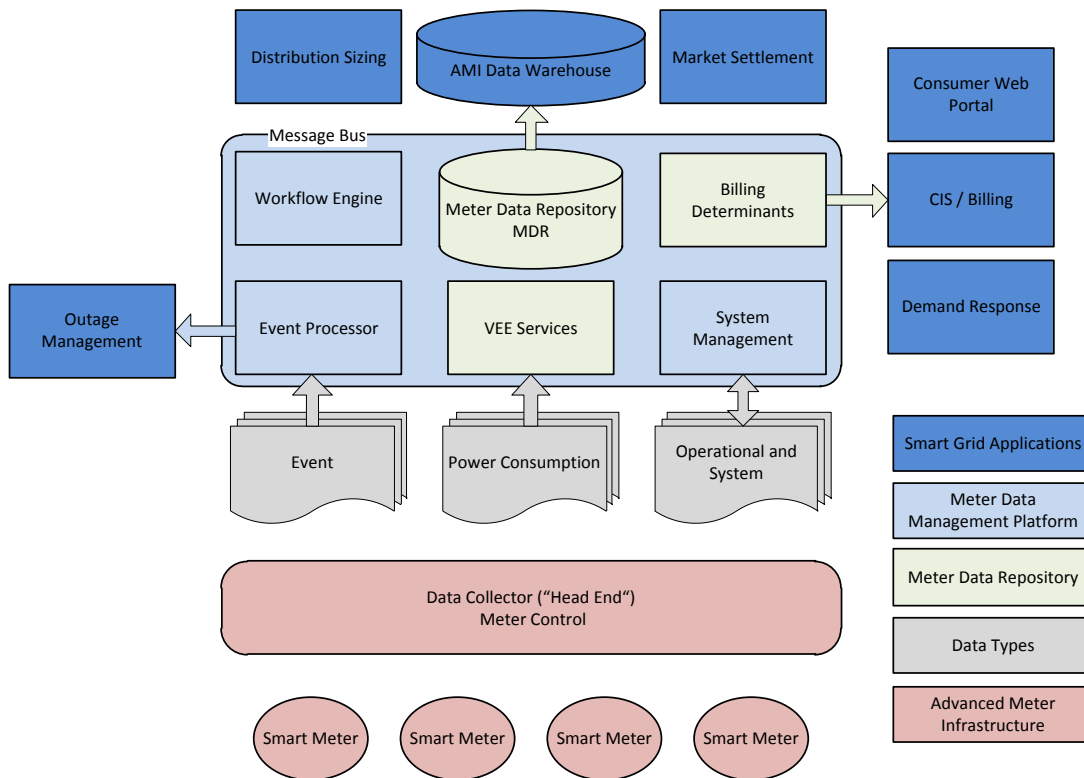 Distribution Sizing
AMI Data Warehouse
Market Settlement
Consumer Web
Portal
Message Bus
Workflow Engine
Meter Data Repository
MDR
Billing
Determinants
CIS / Billing
Outage
Management
Event Processor
VEE Services
System
Management
Demand Response
Event
Power Consumption
Operational and
System
Smart Grid Applications
Meter Data
Management Platform
Meter Data Repository
Data Types
Advanced Meter
Infrastructure
Data Collector (“Head End“)
Meter Control
Smart Meter
Smart Meter
Smart Meter
Smart Meter